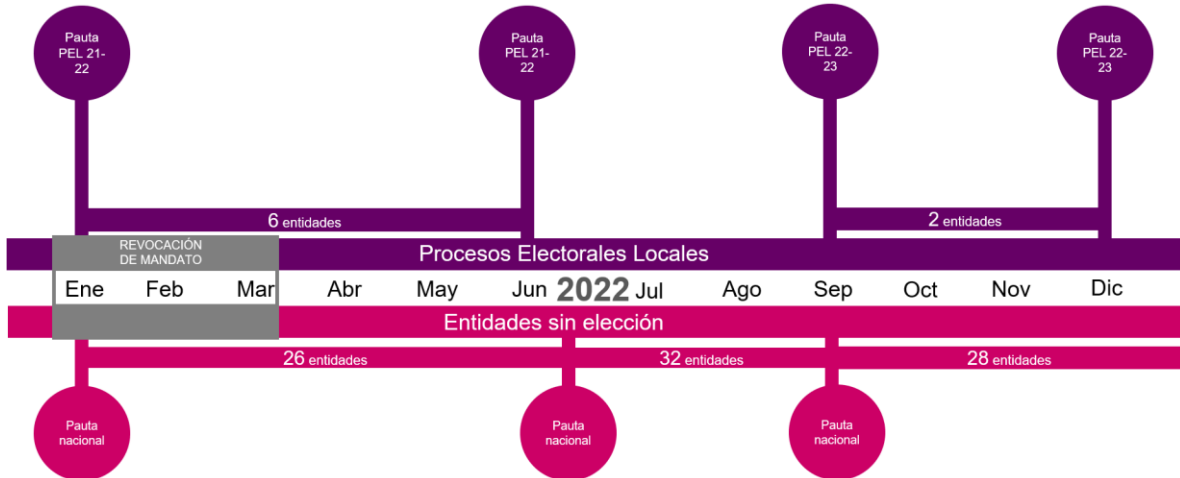 Pauta
PEL 21-
22
Pauta
PEL 21-
22
Pauta
PEL 22-
23
Pauta
PEL 22-
23
6 entidades
2 entidades
REVOCACIÓN
DE MANDATO
Procesos Electorales Locales
Ene Feb Mar Abr May Jun 2022 Jul Ago Sep Oct Nov Dic
Entidades sin elección
26 entidades
32 entidades
28 entidades
Pauta
nacional
Pauta
nacional
Pauta
nacional